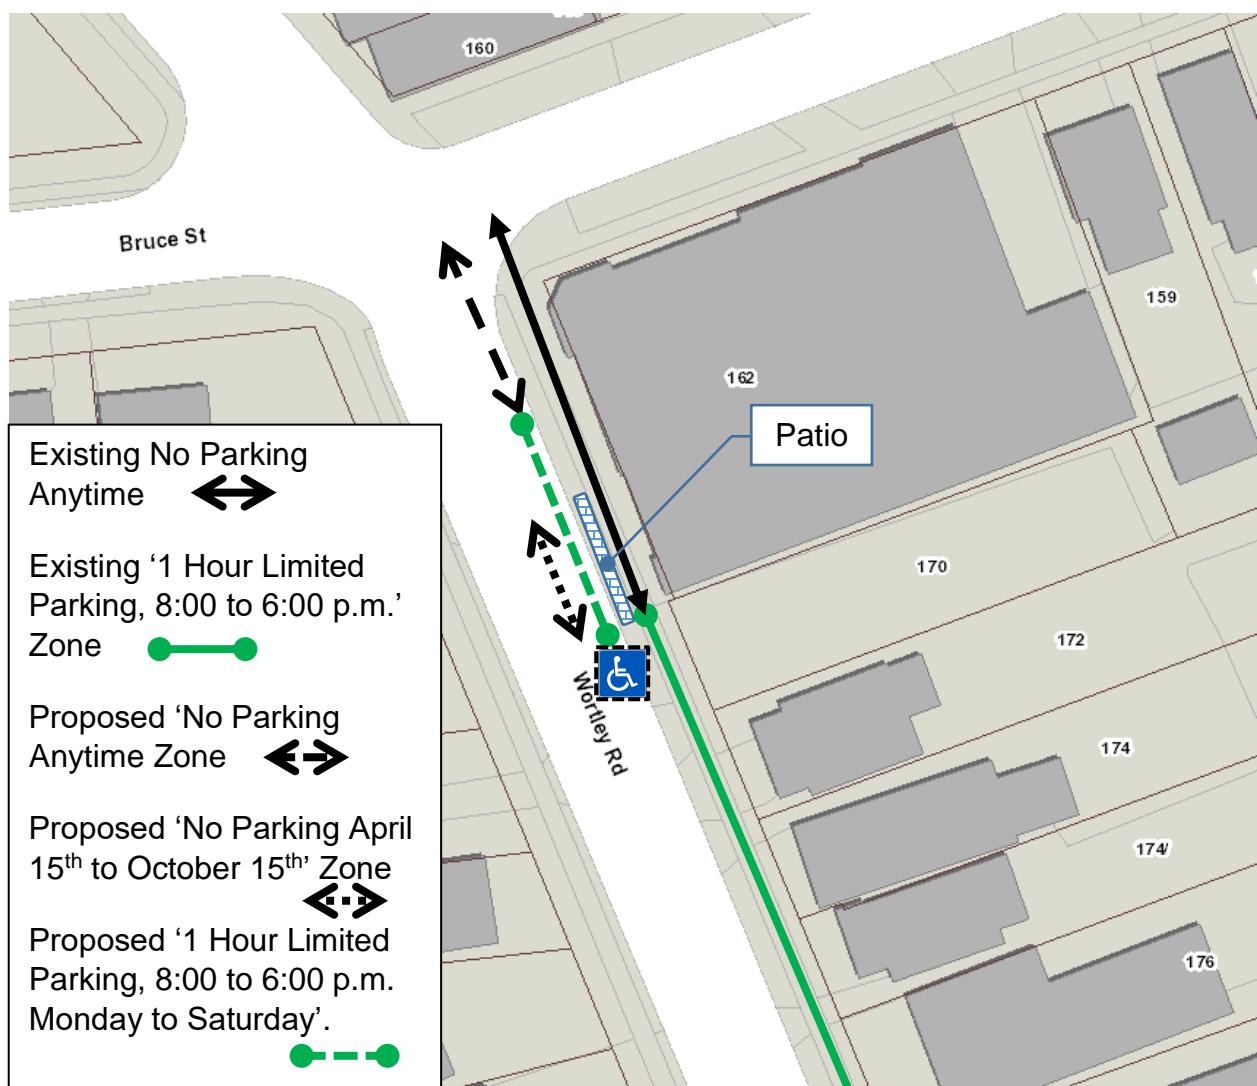 160
Bruce St
159
162
Patio
170
172
Wortley Rd
174
174/
176
Existing No Parking
Anytime
Existing ‘1 Hour Limited
Parking, 8:00 to 6:00 p.m.’
Zone
Proposed ‘No Parking
Anytime Zone
Proposed ‘No Parking April
15th to October 15th’ Zone
Proposed ‘1 Hour Limited
Parking, 8:00 to 6:00 p.m.
Monday to Saturday’.